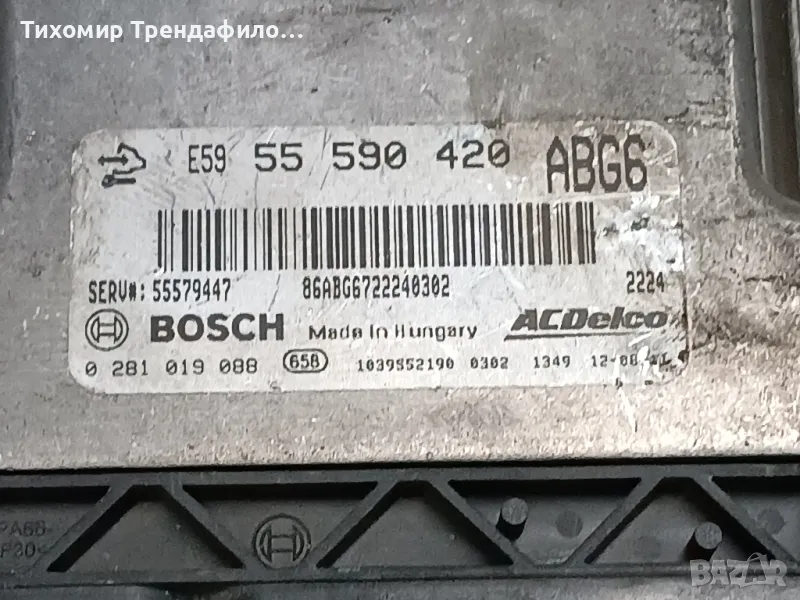 Тихомир Трендафило...
E59 55 590 420 ABG6
SERV#: 55579447 86ABG6722240302 2224
BOSCH Made in Hungary ACDelco
0 281 019 088 658 1039S52190 0302 1349
BAZAR